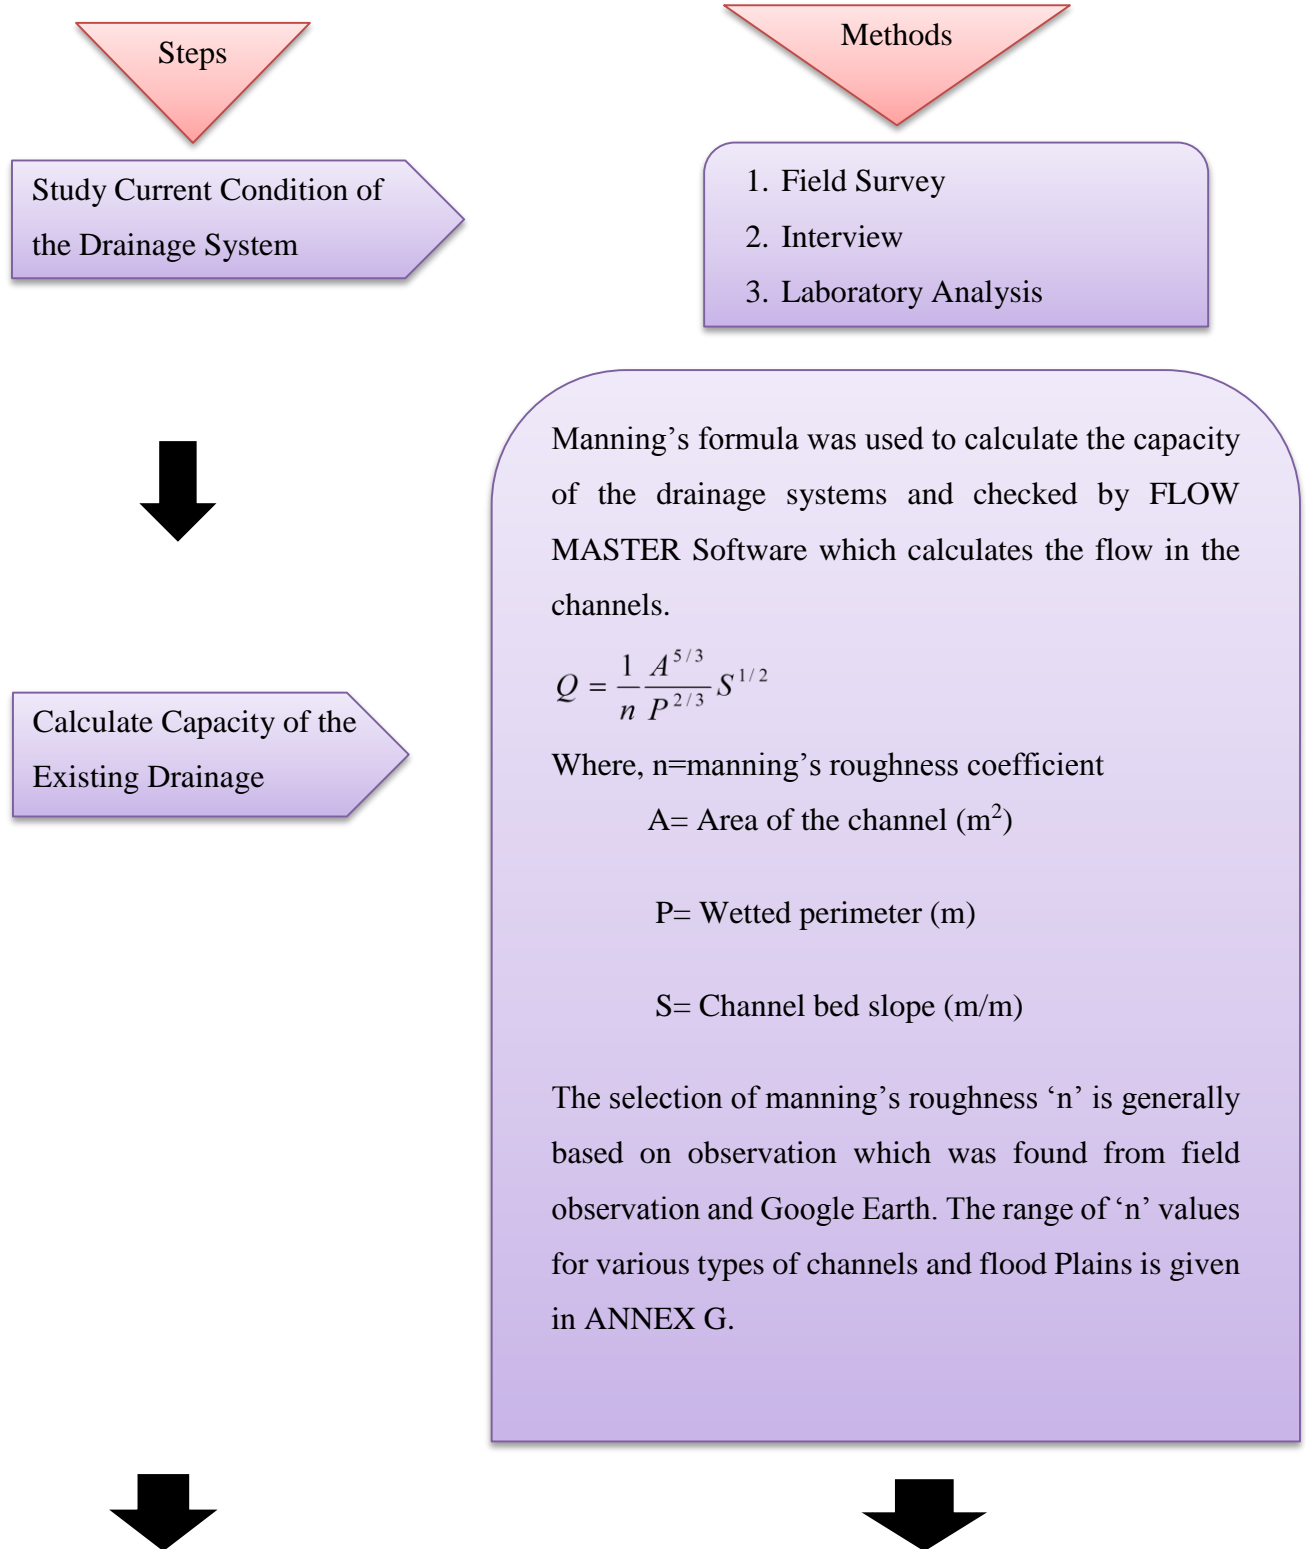 Steps
Methods
Study Current Condition of
the Drainage System
1. Field Survey
2. Interview
3. Laboratory Analysis
Manning’s formula was used to calculate the capacity
of the drainage systems and checked by FLOW
MASTER Software which calculates the flow in the
channels.
Q = 1/n A^5/3 / P^2/3 S^1/2
Calculate Capacity of the
Existing Drainage
Where, n=manning’s roughness coefficient
A= Area of the channel (m²)
P= Wetted perimeter (m)
S= Channel bed slope (m/m)
The selection of manning’s roughness ‘n’ is generally
based on observation which was found from field
observation and Google Earth. The range of ‘n’ values
for various types of channels and flood Plains is given
in ANNEX G.